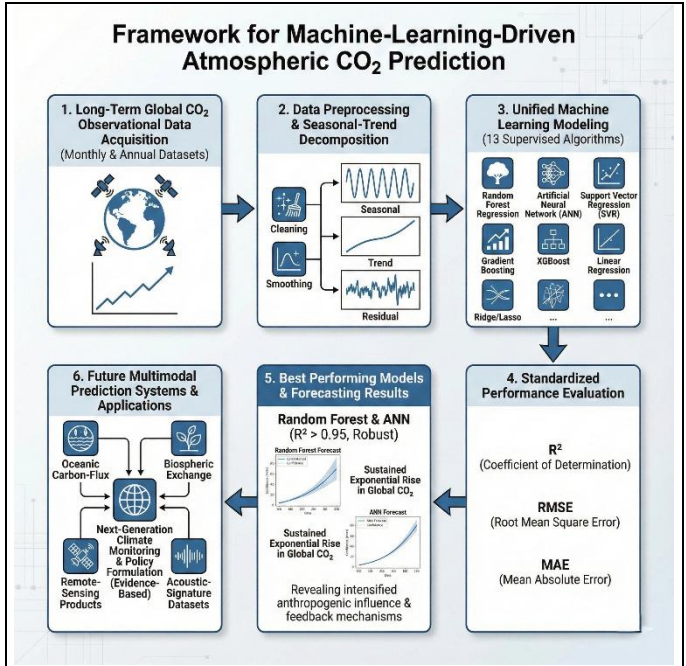 Framework for Machine-Learning-Driven
Atmospheric CO₂ Prediction
1. Long-Term Global CO₂
Observational Data
Acquisition
(Monthly & Annual Datasets)
2. Data Preprocessing
& Seasonal-Trend
Decomposition
Cleaning
Smoothing
Seasonal
Trend
Residual
3. Unified Machine
Learning Modeling
(13 Supervised Algorithms)
Random
Forest
Regression
Artificial
Neural
Network (ANN)
Support Vector
Regression
(SVR)
Gradient
Boosting
XGBoost
Linear
Regression
Ridge/Lasso
...
...
4. Standardized
Performance Evaluation
R²
(Coefficient of Determination)
RMSE
(Root Mean Square Error)
MAE
(Mean Absolute Error)
5. Best Performing Models
& Forecasting Results
Random Forest & ANN
(R² > 0.95, Robust)
Random Forest Forecast
Sustained
Exponential Rise
in Global CO₂
ANN Forecast
Sustained
Exponential Rise
in Global CO₂
Revealing intensified
anthropogenic influence &
feedback mechanisms
6. Future Multimodal
Prediction Systems &
Applications
Oceanic
Carbon-Flux
Biospheric
Exchange
Next-Generation
Climate
Monitoring
& Policy
Formulation
(Evidence-
Based)
Remote-
Sensing
Products
Acoustic-
Signature
Datasets